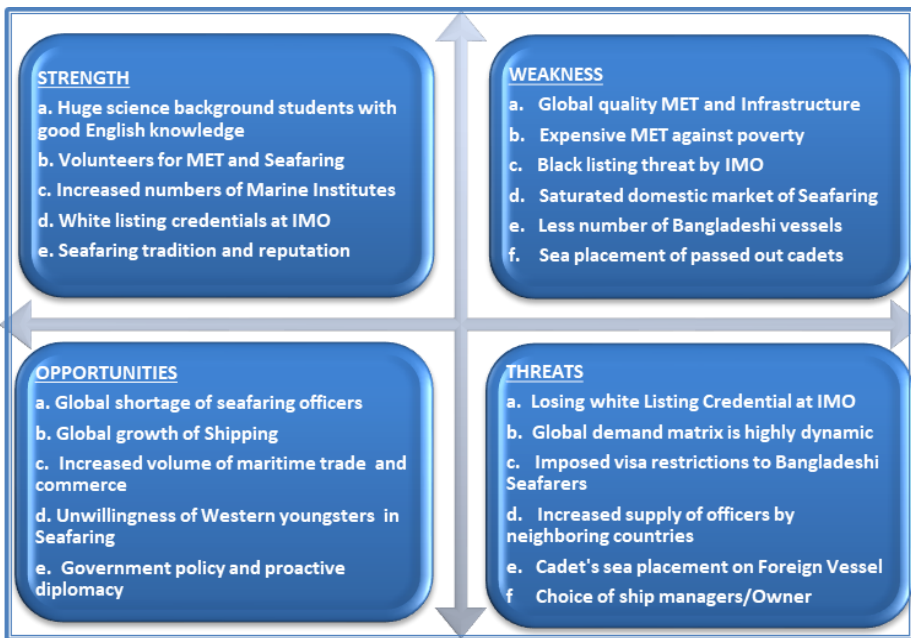 STRENGTH
a. Huge science background students with
good English knowledge
b. Volunteers for MET and Seafaring
c. Increased numbers of Marine Institutes
d. White listing credentials at IMO
e. Seafaring tradition and reputation
WEAKNESS
a. Global quality MET and Infrastructure
b. Expensive MET against poverty
c. Black listing threat by IMO
d. Saturated domestic market of Seafaring
e. Less number of Bangladeshi vessels
f. Sea placement of passed out cadets
OPPORTUNITIES
a. Global shortage of seafaring officers
b. Global growth of Shipping
c. Increased volume of maritime trade and
commerce
d. Unwillingness of Western youngsters in
Seafaring
e. Government policy and proactive
diplomacy
THREATS
a. Losing white Listing Credential at IMO
b. Global demand matrix is highly dynamic
c. Imposed visa restrictions to Bangladeshi
Seafarers
d. Increased supply of officers by
neighboring countries
e. Cadet's sea placement on Foreign Vessel
f Choice of ship managers/Owner